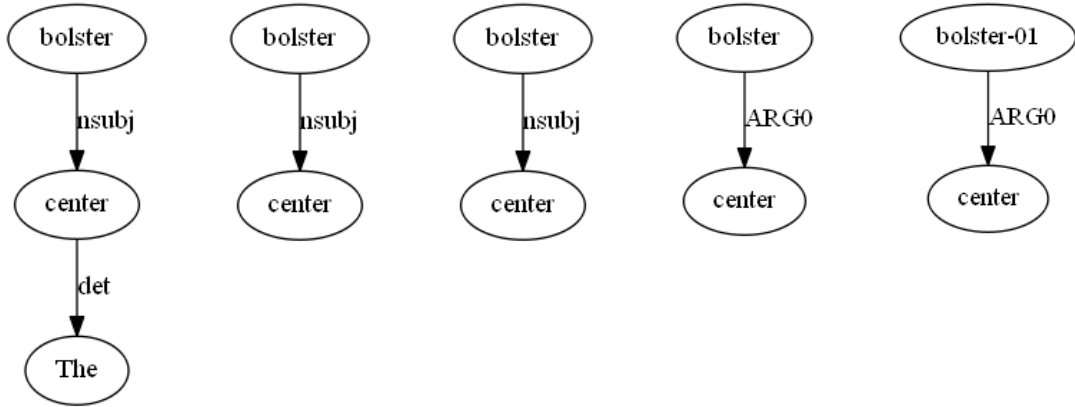 bolster bolster bolster bolster bolster-01
nsubj nsubj nsubj ARG0 ARG0
center center center center center
det
The